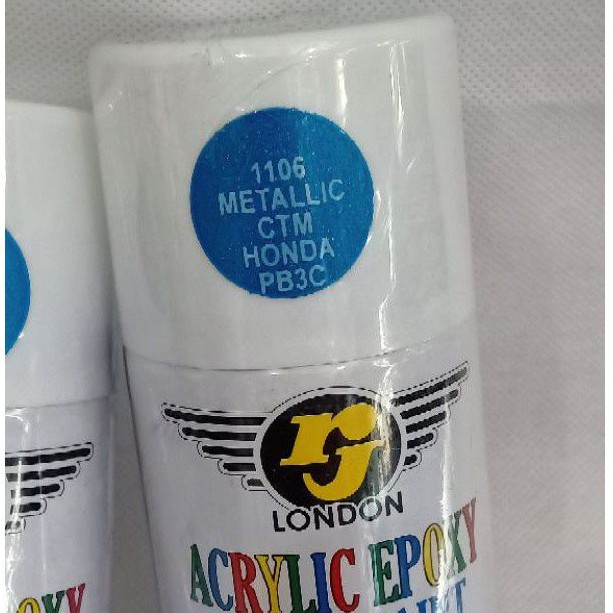 1106
METALLIC
CTM
HONDA
PB3C
rj
LONDON
ACRYLIC EPOXY